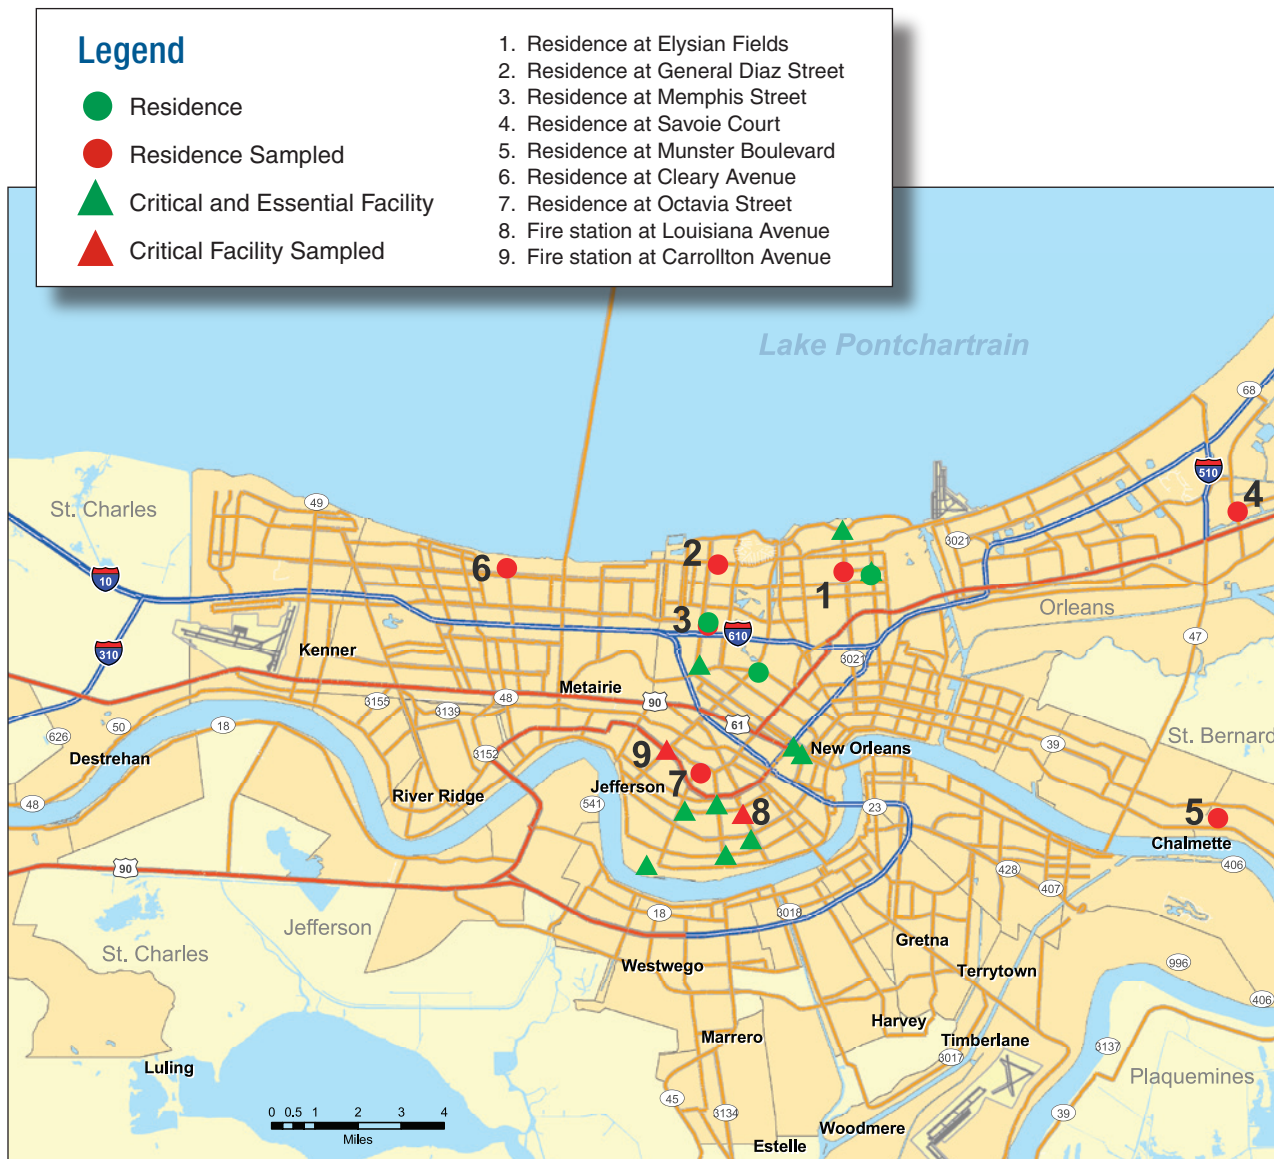 Legend
Residence
Residence Sampled
Critical and Essential Facility
Critical Facility Sampled
1. Residence at Elysian Fields
2. Residence at General Diaz Street
3. Residence at Memphis Street
4. Residence at Savoie Court
5. Residence at Munster Boulevard
6. Residence at Cleary Avenue
7. Residence at Octavia Street
8. Fire station at Louisiana Avenue
9. Fire station at Carrollton Avenue
Lake Pontchartrain
68
510
4
St. Charles
49
3021
2
6
1
10
Orleans
3
610
47
310
Kenner
3021
Metairie
3155
48
90
3139
61
50
18
626
St. Bernard
39
New Orleans
9
3152
Destrehan
7
Jefferson
River Ridge
48
541
23
8
5
Chalmette
406
90
428
407
18
3018
Jefferson
Gretna
St. Charles
Westwego
996
Terrytown
406
Harvey
Marrero
Timberlane
3137
3017
Luling
Plaquemines
45
3134
39
0 0.5 1 2 3 4
Miles
Woodmere
Estelle